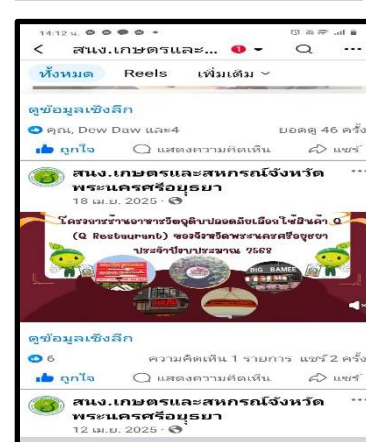 14:12 น.
สนง.เกษตรและ...
ทั้งหมด Reels เพิ่มเติม
ดูข้อมูลเชิงลึก
คุณ, Dew Daw และ4 ยอดดู 46 ครั้ง
ถูกใจ แสดงความคิดเห็น แชร์
สนง.เกษตรและสหกรณ์จังหวัด ...
พระนครศรีอยุธยา
18 เม.ย. 2025 ·
โครงการร้านอาหารวัตถุดิบปลอดภัยเลือกใช้สินค้า Q
(Q Restaurant) ของจังหวัดพระนครศรีอยุธยา
ประจำปีงบประมาณ 2568
BIG BAMEE
ดูข้อมูลเชิงลึก
6 ความคิดเห็น 1 รายการ แชร์ 2 ครั้ง
ถูกใจ แสดงความคิดเห็น แชร์
สนง.เกษตรและสหกรณ์จังหวัด ...
พระนครศรีอยุธยา
12 เม.ย. 2025 ·